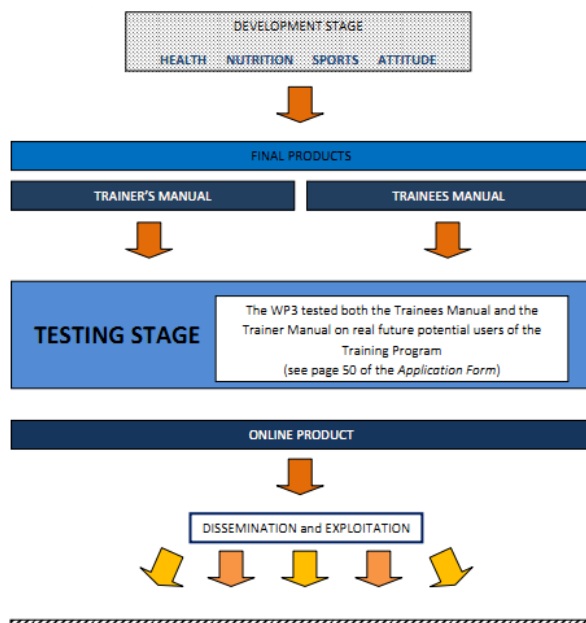 DEVELOPMENT STAGE
HEALTH NUTRITION SPORTS ATTITUDE
FINAL PRODUCTS
TRAINER'S MANUAL
TRAINEES MANUAL
TESTING STAGE
The WP3 tested both the Trainees Manual and the
Trainer Manual on real future potential users of the
Training Program
(see page 50 of the Application Form)
ONLINE PRODUCT
DISSEMINATION and EXPLOITATION